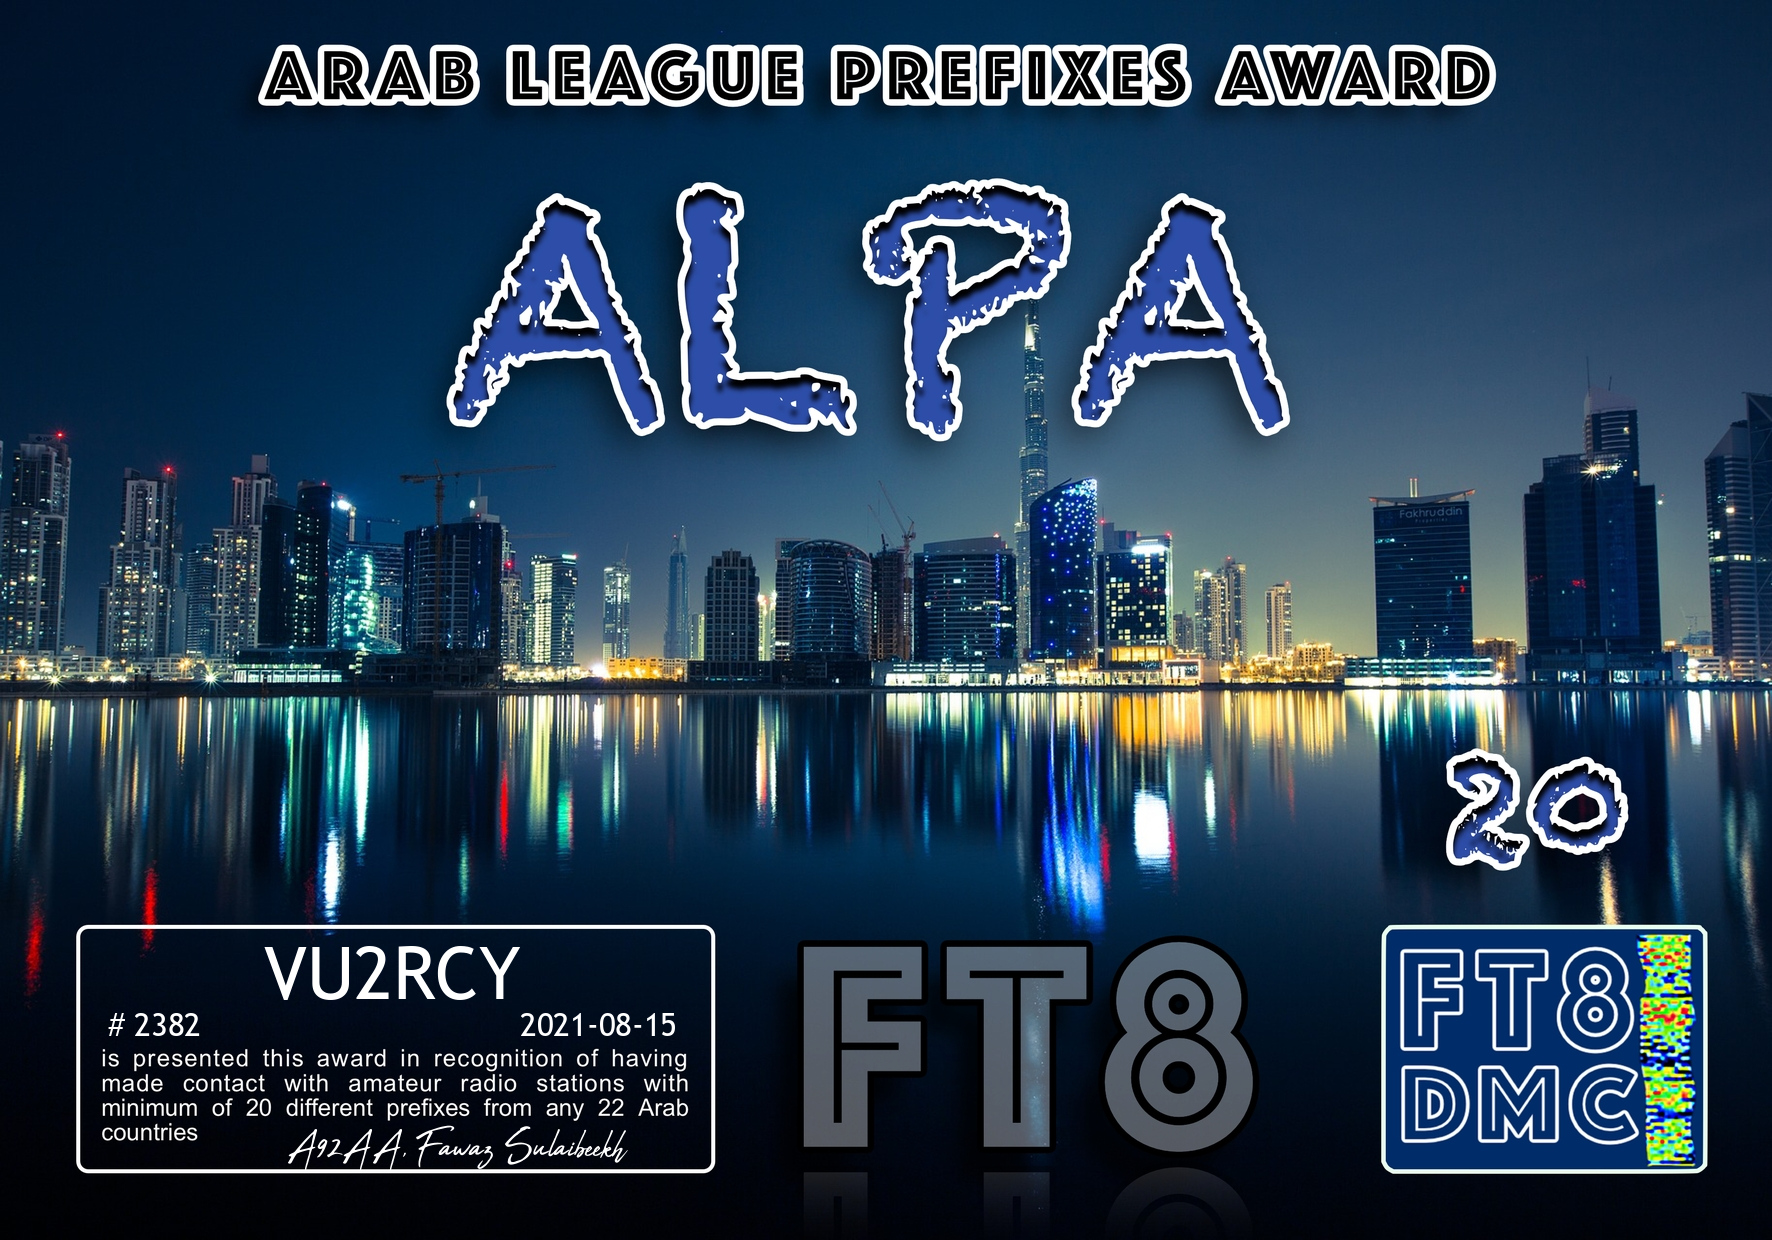 ARAB LEAGUE PREFIXES AWARD
ALPA
Fakhruddin
Properties
20
VU2RCY
# 2382 2021-08-15
is presented this award in recognition of having
made contact with amateur radio stations with
minimum of 20 different prefixes from any 22 Arab
countries
A92AA, Fawaz Sulaibeekh
FT8
FT8
DMC